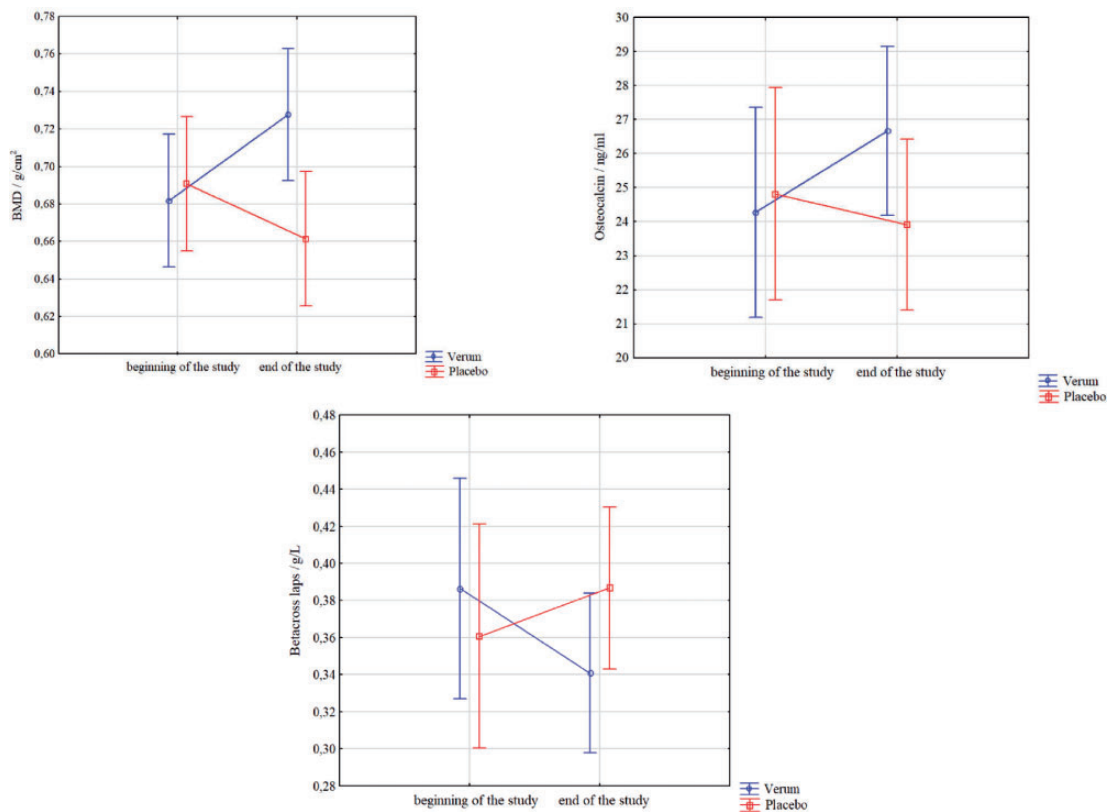 BMD / g/cm²
0,78
0,76
0,74
0,72
0,70
0,68
0,66
0,64
0,62
0,60
beginning of the study
end of the study
Verum
Placebo
Osteocalcin / ng/ml
30
29
28
27
26
25
24
23
22
21
20
beginning of the study
end of the study
Verum
Placebo
Betacross laps / g/L
0,48
0,46
0,44
0,42
0,40
0,38
0,36
0,34
0,32
0,30
0,28
beginning of the study
end of the study
Verum
Placebo